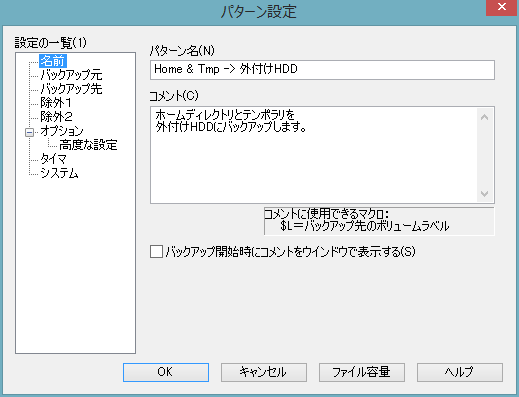 パターン設定
設定の一覧(1)
名前
バックアップ元
バックアップ先
除外1
除外2
オプション
高度な設定
タイマ
システム
パターン名(N)
Home & Tmp -> 外付けHDD
コメント(C)
ホームディレクトリとテンポラリを
外付けHDDにバックアップします。
コメントに使用できるマクロ:
$L=バックアップ先のボリュームラベル
バックアップ開始時にコメントをウインドウで表示する(S)
OK
キャンセル
ファイル容量
ヘルプ